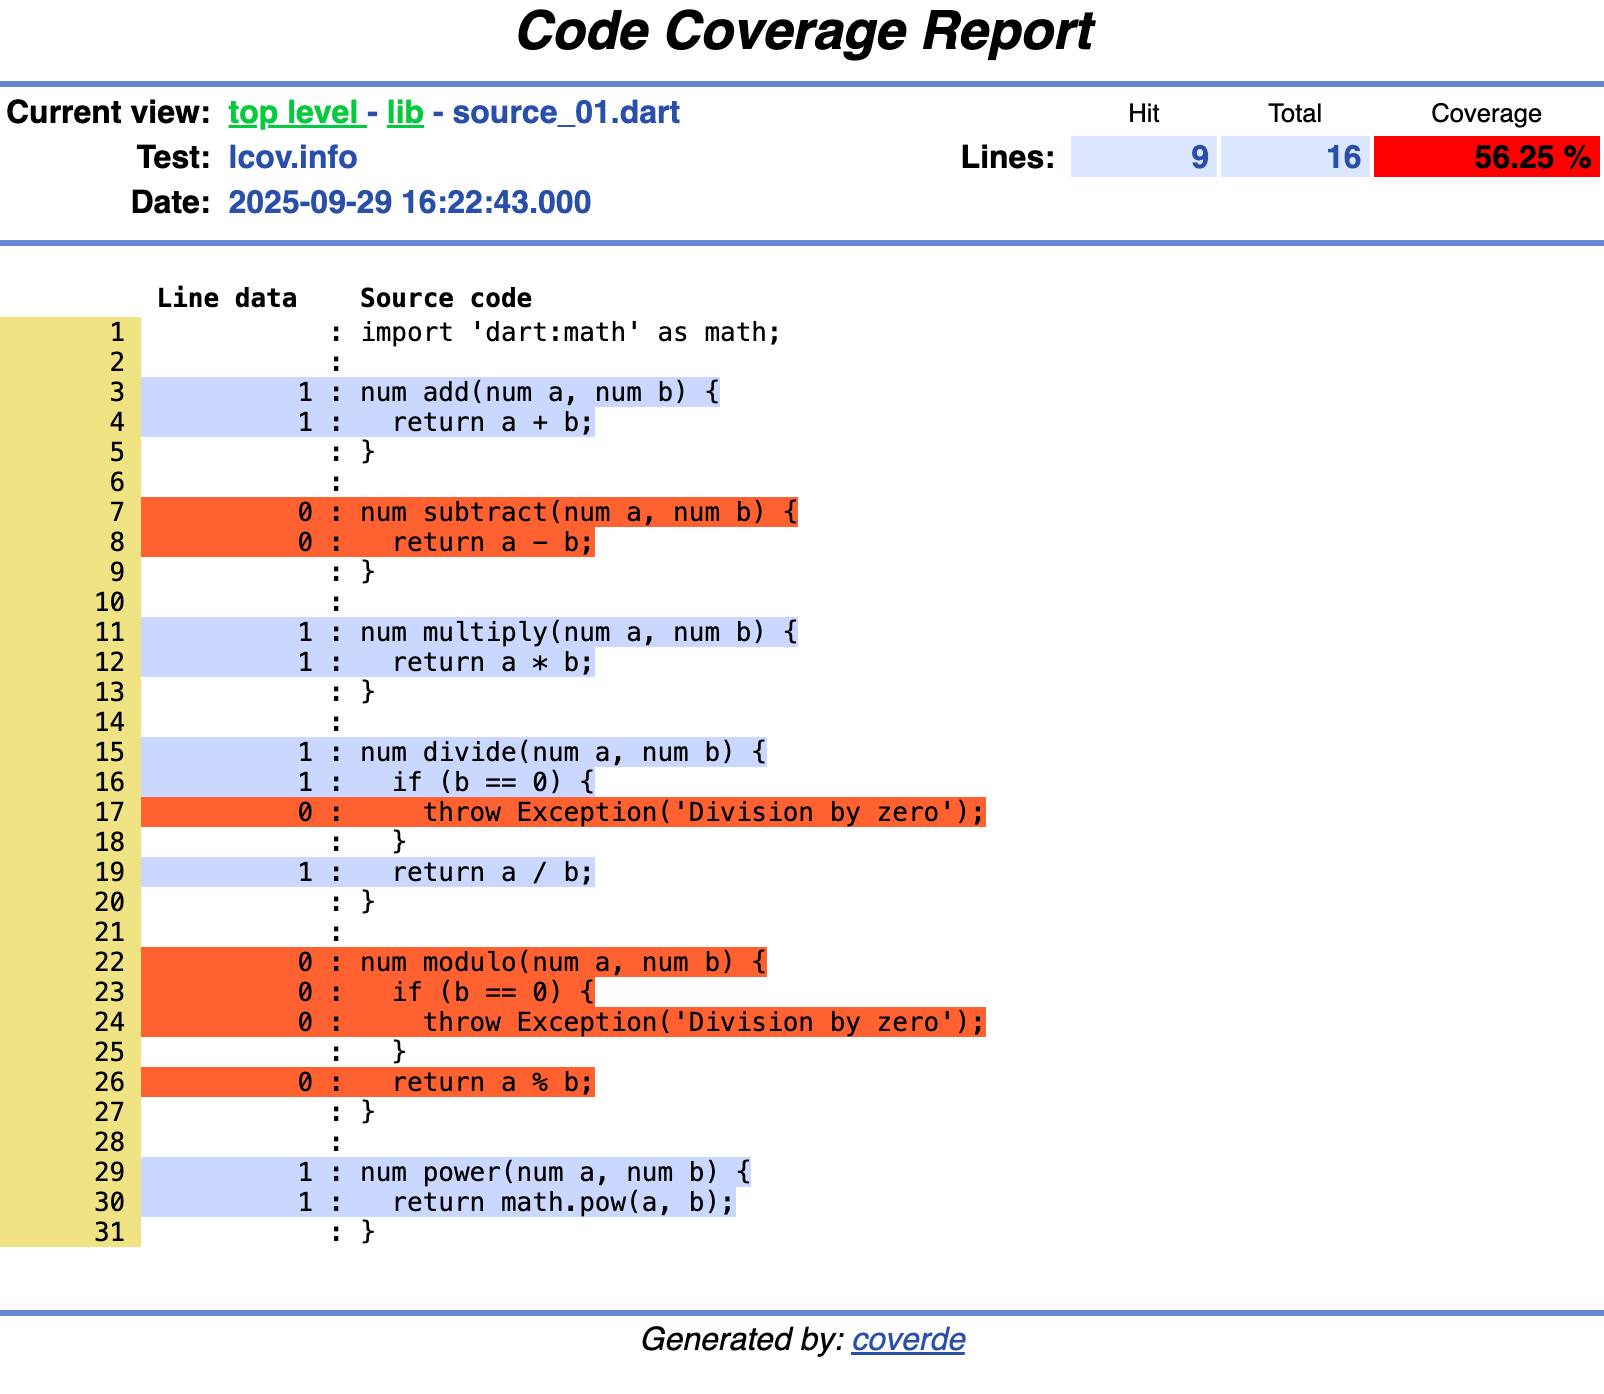 Code Coverage Report
Current view: top level - lib - source_01.dart
Hit Total Coverage
Test: lcov.info
Lines: 9 16 56.25 %
Date: 2025-09-29 16:22:43.000
Line data Source code
1 : import 'dart:math' as math;
2 :
3 1 : num add(num a, num b) {
4 1 :   return a + b;
5 : }
6 :
7 0 : num subtract(num a, num b) {
8 0 :   return a - b;
9 : }
10 :
11 1 : num multiply(num a, num b) {
12 1 :   return a * b;
13 : }
14 :
15 1 : num divide(num a, num b) {
16 1 :   if (b == 0) {
17 0 :     throw Exception('Division by zero');
18 :   }
19 1 :   return a / b;
20 : }
21 :
22 0 : num modulo(num a, num b) {
23 0 :   if (b == 0) {
24 0 :     throw Exception('Division by zero');
25 :   }
26 0 :   return a % b;
27 : }
28 :
29 1 : num power(num a, num b) {
30 1 :   return math.pow(a, b);
31 : }
Generated by: coverde